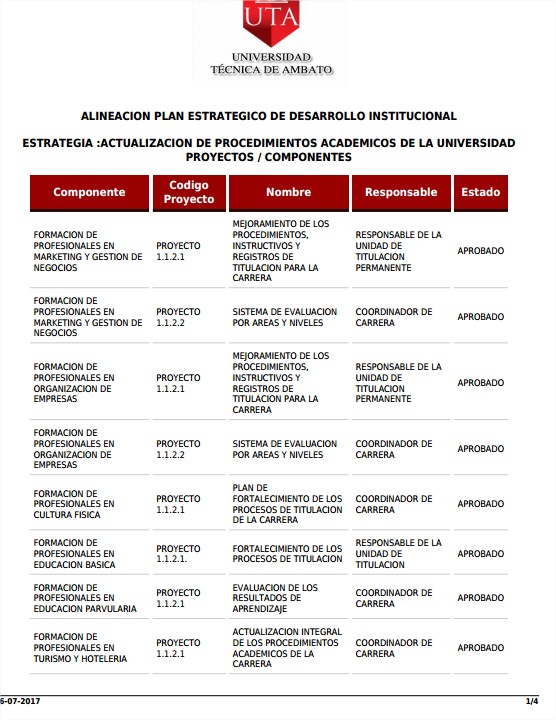 UTA
UNIVERSIDAD
TÉCNICA DE AMBATO
ALINEACION PLAN ESTRATEGICO DE DESARROLLO INSTITUCIONAL
ESTRATEGIA :ACTUALIZACION DE PROCEDIMIENTOS ACADEMICOS DE LA UNIVERSIDAD
PROYECTOS / COMPONENTES
Componente Codigo Proyecto Nombre Responsable Estado
FORMACION DE
PROFESIONALES EN
MARKETING Y GESTION DE
NEGOCIOS
PROYECTO
1.1.2.1
MEJORAMIENTO DE LOS
PROCEDIMIENTOS,
INSTRUCTIVOS Y
REGISTROS DE
TITULACION PARA LA
CARRERA
RESPONSABLE DE LA
UNIDAD DE
TITULACION
PERMANENTE
APROBADO
FORMACION DE
PROFESIONALES EN
MARKETING Y GESTION DE
NEGOCIOS
PROYECTO
1.1.2.2
SISTEMA DE EVALUACION
POR AREAS Y NIVELES
COORDINADOR DE
CARRERA
APROBADO
FORMACION DE
PROFESIONALES EN
ORGANIZACION DE
EMPRESAS
PROYECTO
1.1.2.1
MEJORAMIENTO DE LOS
PROCEDIMIENTOS,
INSTRUCTIVOS Y
REGISTROS DE
TITULACION PARA LA
CARRERA
RESPONSABLE DE LA
UNIDAD DE
TITULACION
PERMANENTE
APROBADO
FORMACION DE
PROFESIONALES EN
ORGANIZACION DE
EMPRESAS
PROYECTO
1.1.2.2
SISTEMA DE EVALUACION
POR AREAS Y NIVELES
COORDINADOR DE
CARRERA
APROBADO
FORMACION DE
PROFESIONALES EN
CULTURA FISICA
PROYECTO
1.1.2.1
PLAN DE
FORTALECIMIENTO DE LOS
PROCESOS DE TITULACION
DE LA CARRERA
COORDINADOR DE
CARRERA
APROBADO
FORMACION DE
PROFESIONALES EN
EDUCACION BASICA
PROYECTO
1.1.2.1.
FORTALECIMIENTO DE LOS
PROCESOS DE TITULACION
RESPONSABLE DE LA
UNIDAD DE
TITULACION
APROBADO
FORMACION DE
PROFESIONALES EN
EDUCACION PARVULARIA
PROYECTO
1.1.2.1
EVALUACION DE LOS
RESULTADOS DE
APRENDIZAJE
COORDINADOR DE
CARRERA
APROBADO
FORMACION DE
PROFESIONALES EN
TURISMO Y HOTELERIA
PROYECTO
1.1.2.1
ACTUALIZACION INTEGRAL
DE LOS PROCEDIMIENTOS
ACADEMICOS DE LA
CARRERA
COORDINADOR DE
CARRERA
APROBADO
6-07-2017 1/4